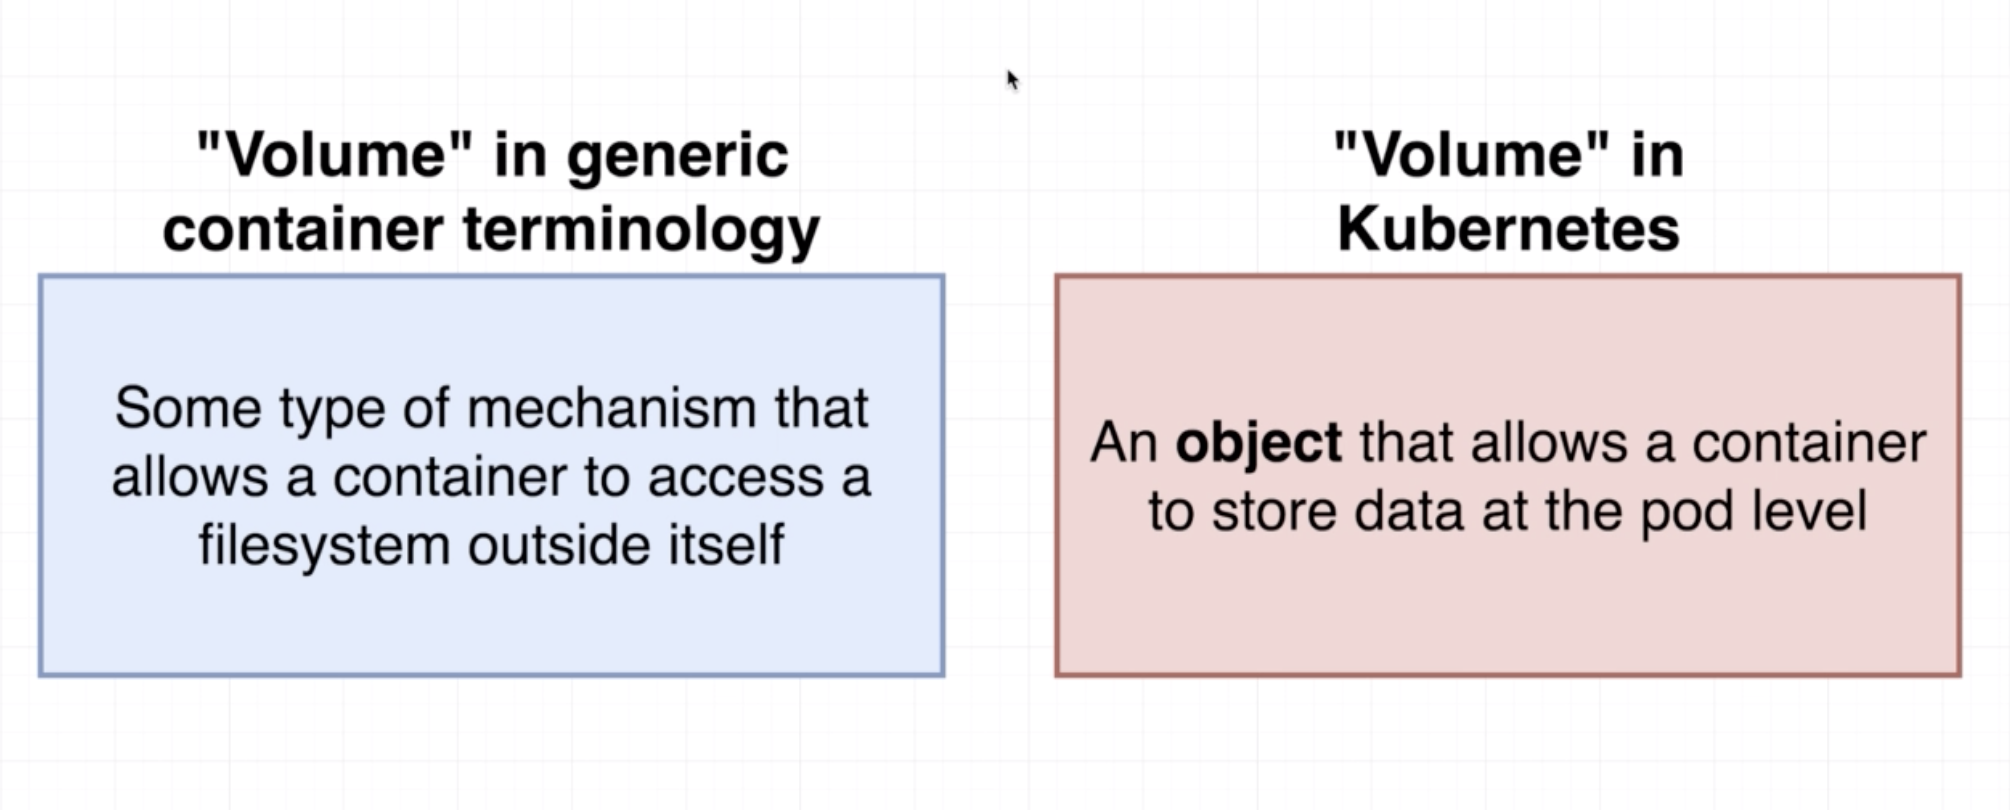 "Volume" in generic
container terminology
Some type of mechanism that
allows a container to access a
filesystem outside itself
"Volume" in
Kubernetes
An object that allows a container
to store data at the pod level